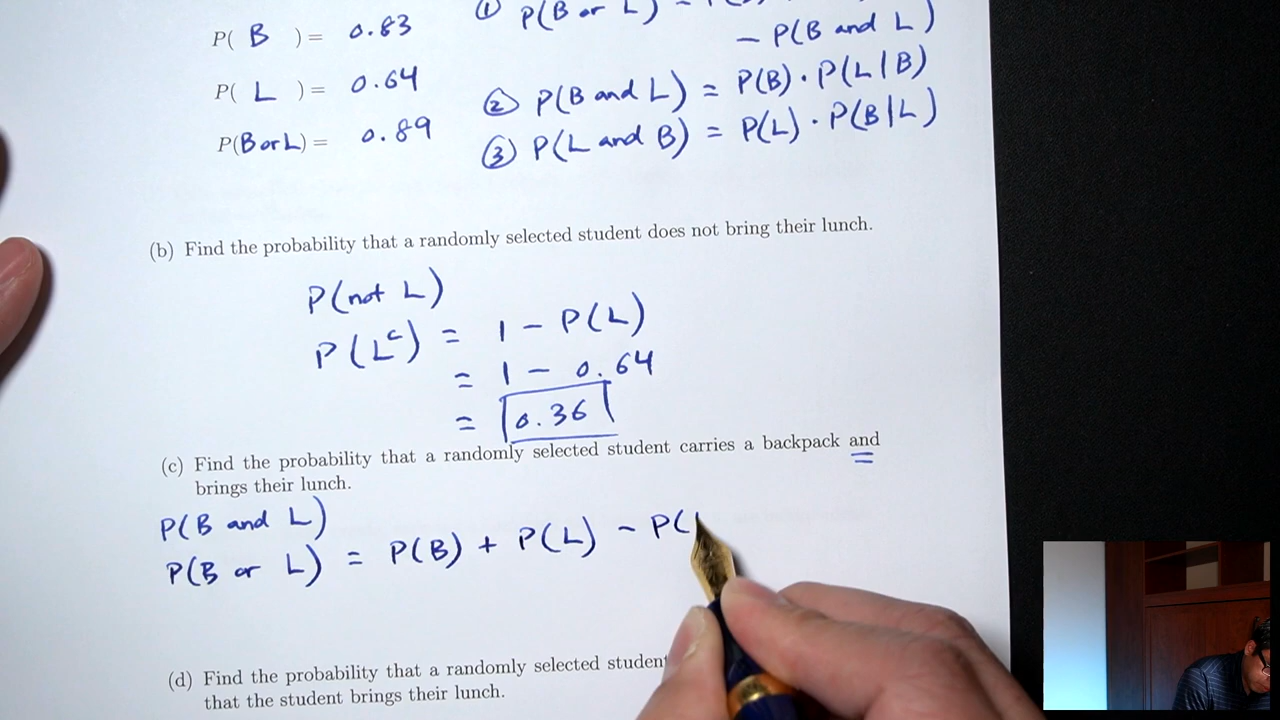 ① P(B or L) =
P( B ) = 0.83
- P(B and L)
P( L ) = 0.64
② P(B and L) = P(B) · P(L|B)
P(B or L) = 0.89
③ P(L and B) = P(L) · P(B|L)
(b) Find the probability that a randomly selected student does not bring their lunch.
P(not L)
P(Lᶜ) = 1 - P(L)
= 1 - 0.64
= 0.36
(c) Find the probability that a randomly selected student carries a backpack and
brings their lunch.
P(B and L)
P(B or L) = P(B) + P(L) - P(
(d) Find the probability that a randomly selected student
that the student brings their lunch.